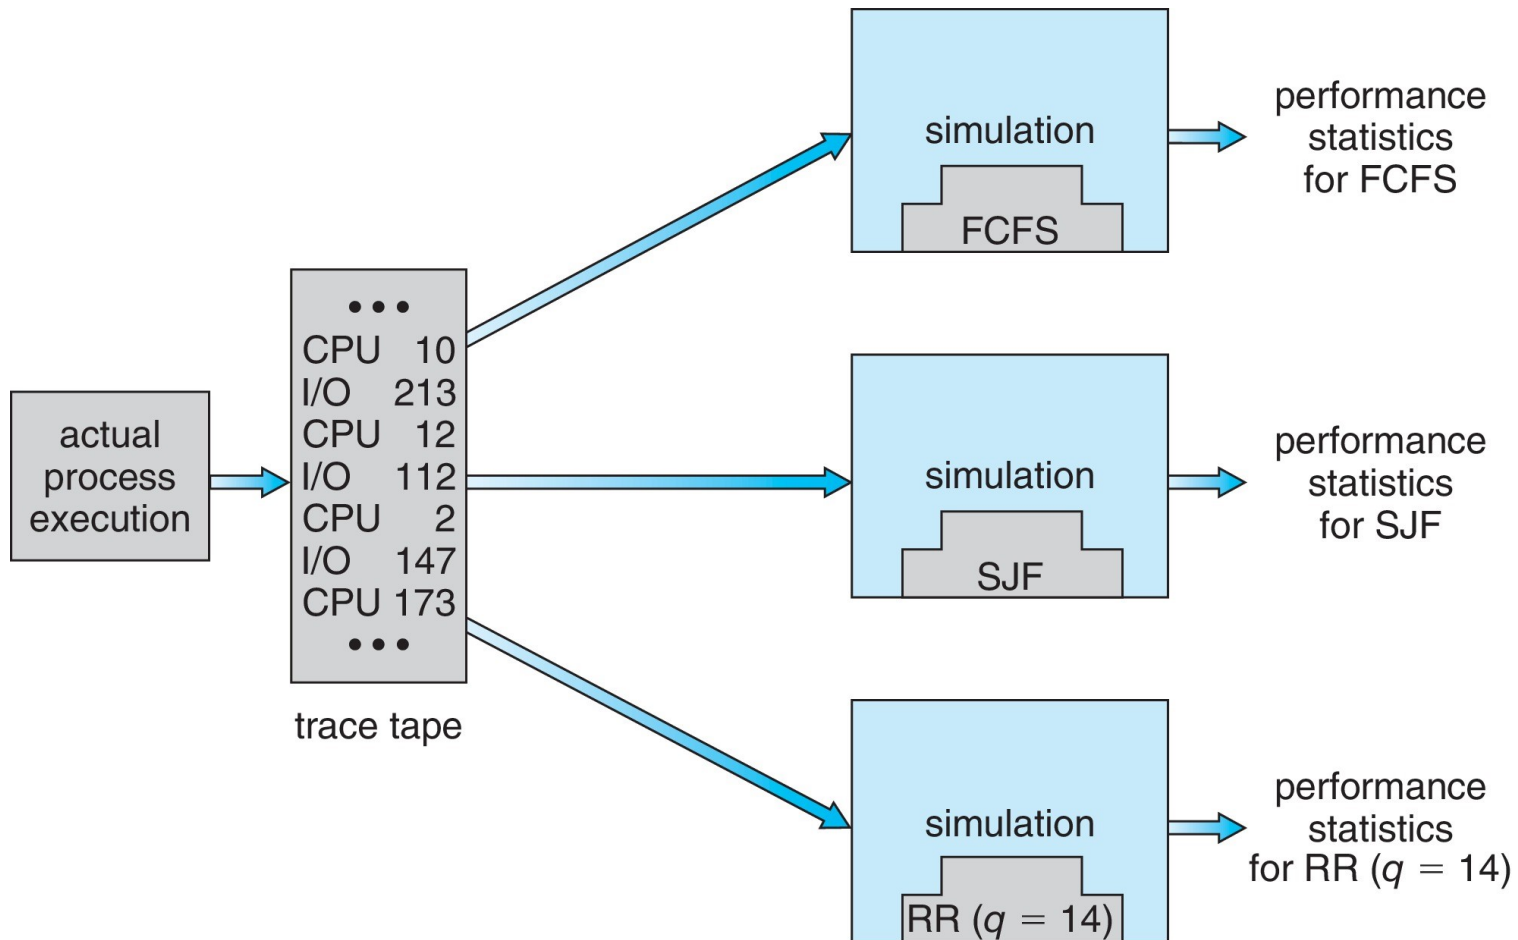 actual
process
execution
• • •
CPU 10
I/O 213
CPU 12
I/O 112
CPU 2
I/O 147
CPU 173
• • •
trace tape
simulation
FCFS
performance
statistics
for FCFS
simulation
SJF
performance
statistics
for SJF
simulation
RR (q = 14)
performance
statistics
for RR (q = 14)